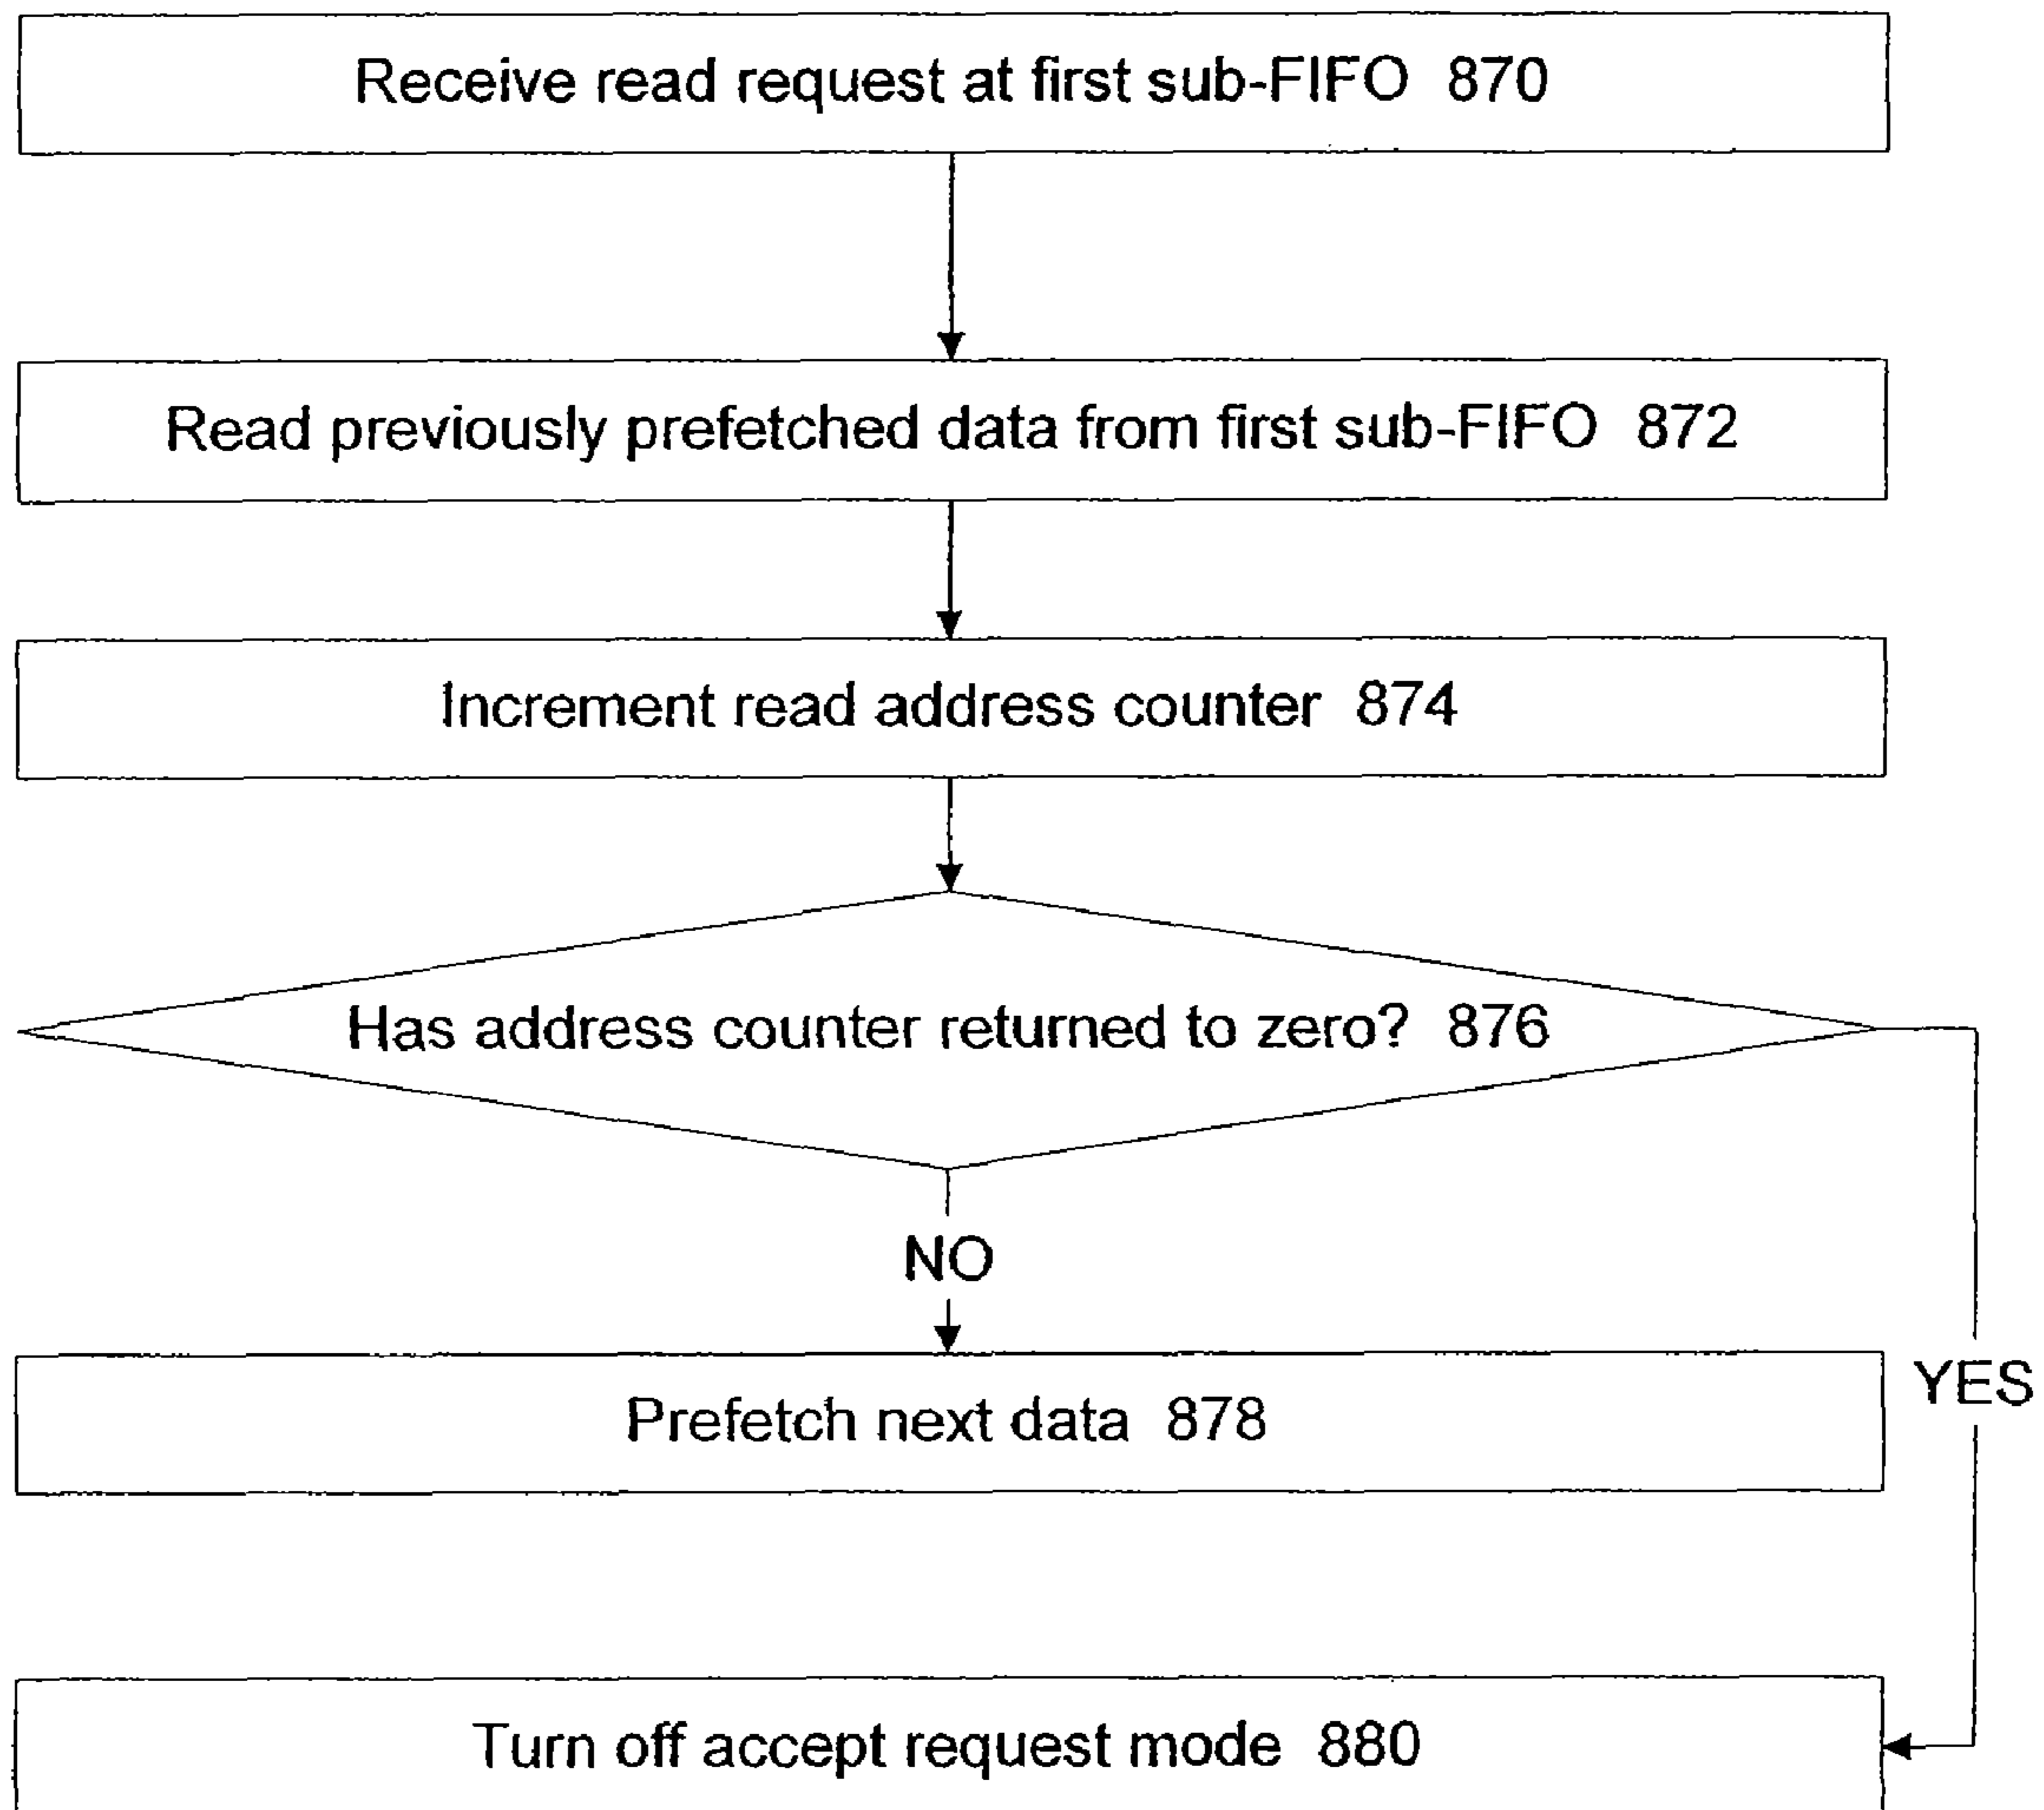 Receive read request at first sub-FIFO 870
Read previously prefetched data from first sub-FIFO 872
Increment read address counter 874
Has address counter returned to zero? 876
NO
YES
Prefetch next data 878
Turn off accept request mode 880